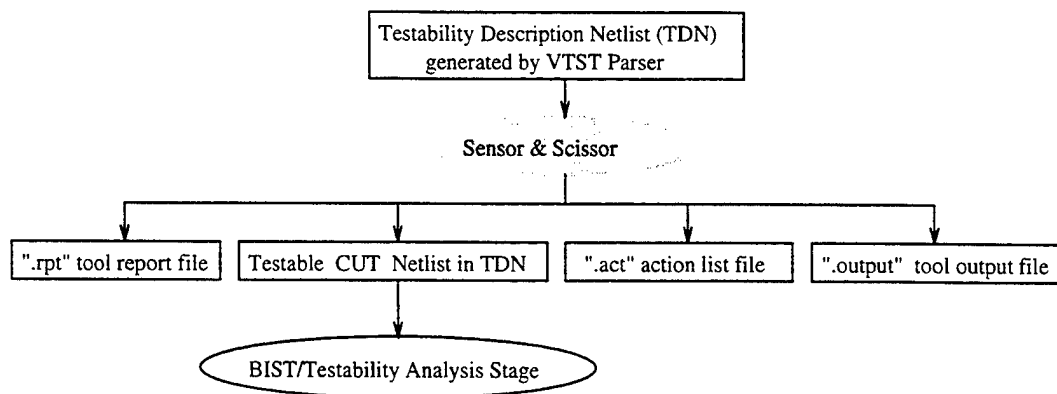 Testability Description Netlist (TDN)
generated by VTST Parser
Sensor & Scissor
".rpt" tool report file
Testable CUT Netlist in TDN
".act" action list file
".output" tool output file
BIST/Testability Analysis Stage